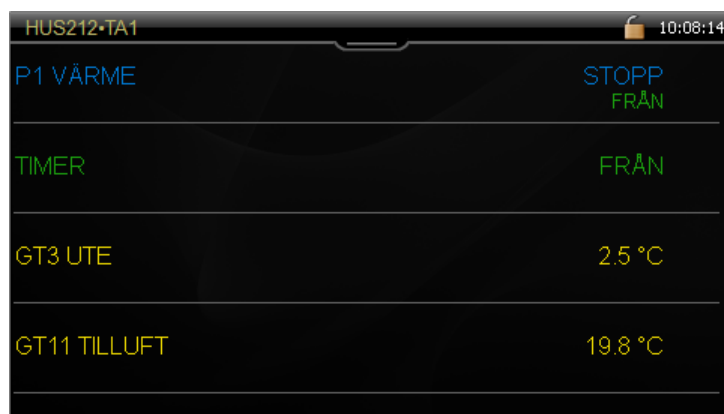 HUS212•TA1 10:08:14
P1 VÄRME STOPP
FRÅN
TIMER FRÅN
GT3 UTE 2.5 °C
GT11 TILLUFT 19.8 °C